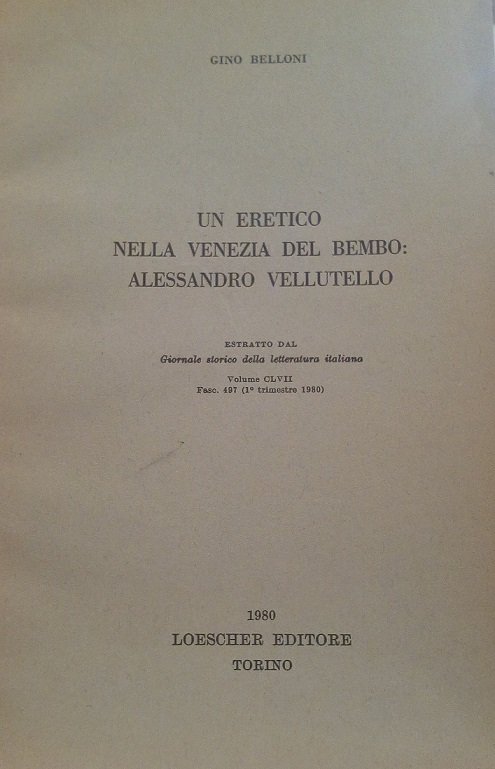 GINO BELLONI
UN ERETICO
NELLA VENEZIA DEL BEMBO:
ALESSANDRO VELLUTELLO
ESTRATTO DAL
Giornale storico della letteratura italiana
Volume CLVII
Fasc. 497 (1º trimestre 1980)
1980
LOESCHER EDITORE
TORINO